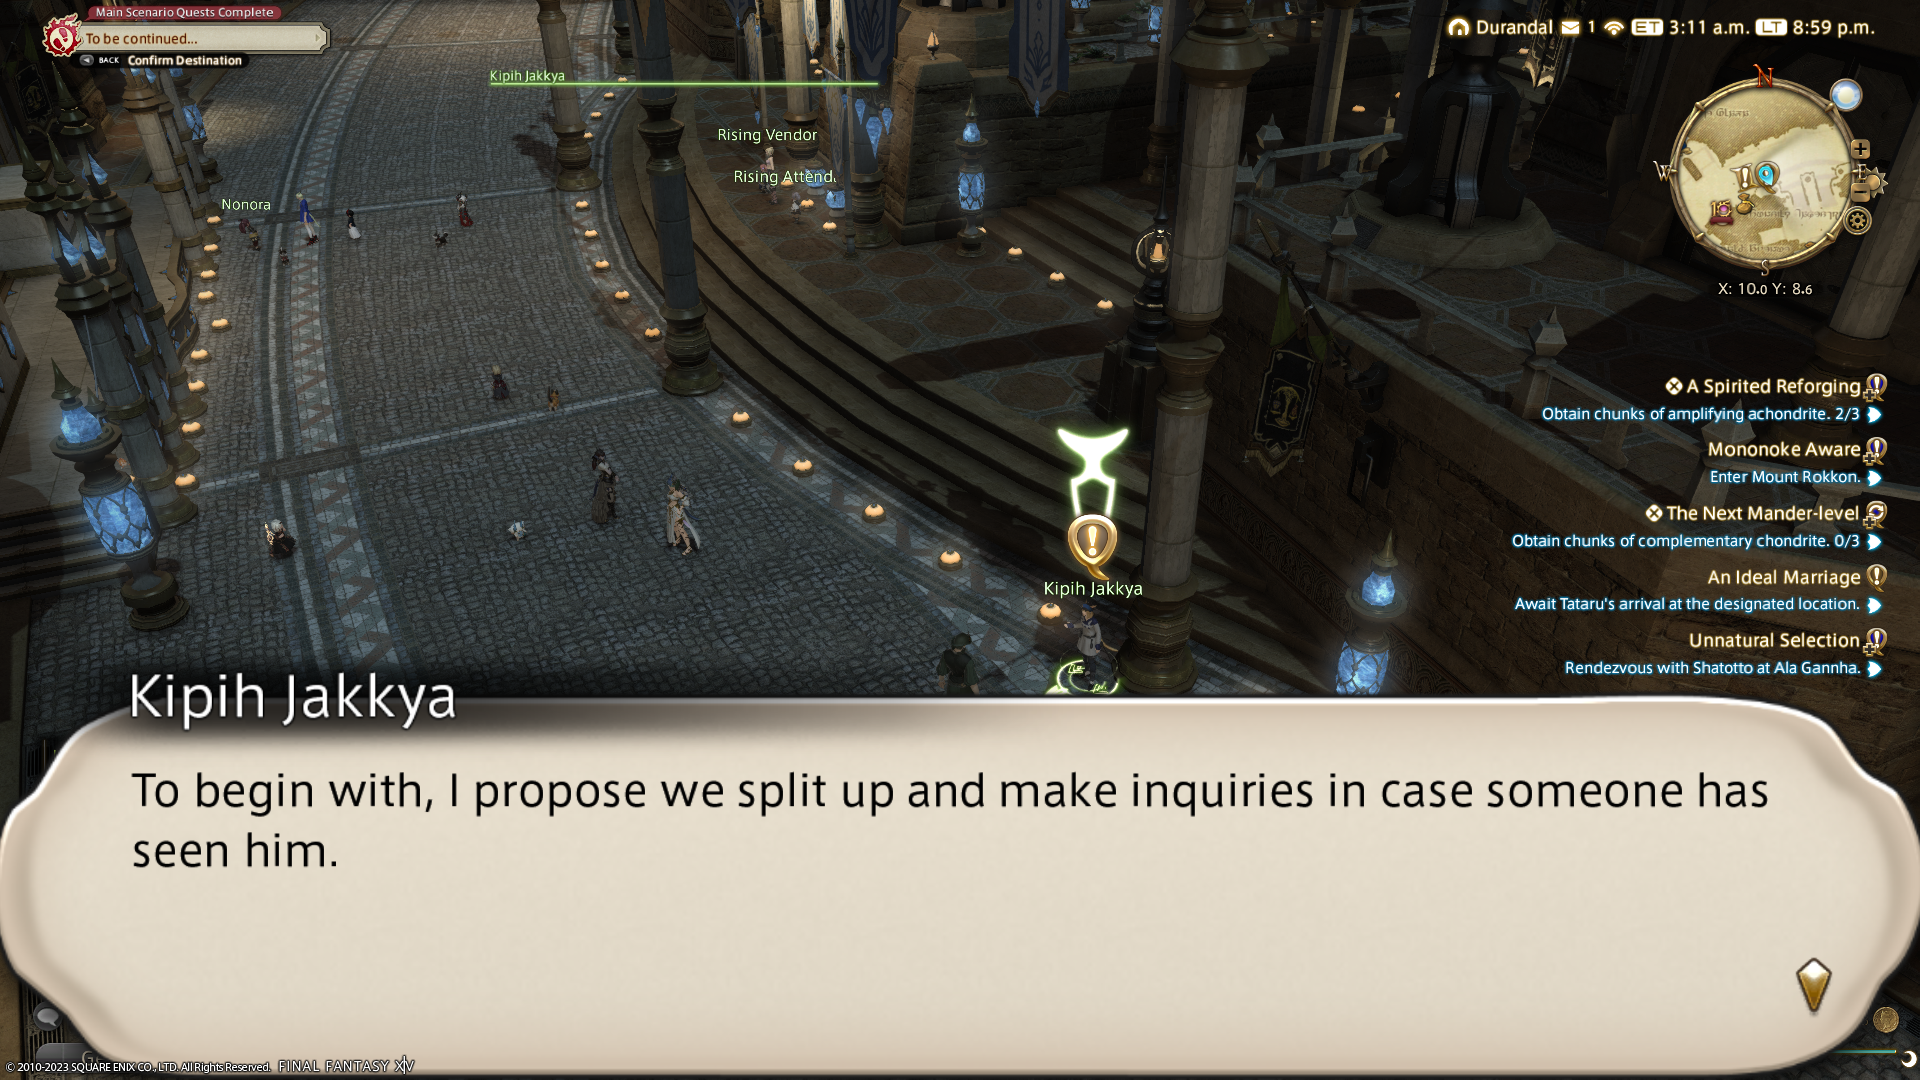 Main Scenario Quests Complete
To be continued...
BACK Confirm Destination
Durandal 1 ET 3:11 a.m. LT 8:59 p.m.
Kipih Jakkya
Rising Vendor
Rising Attend
Nonora
N
W
E
S
15
X: 10.0 Y: 8.6
A Spirited Reforging
Obtain chunks of amplifying achondrite. 2/3
Mononoke Aware
Enter Mount Rokkon.
The Next Mander-level
Obtain chunks of complementary chondrite. 0/3
An Ideal Marriage
Await Tataru's arrival at the designated location.
Unnatural Selection
Rendezvous with Shatotto at Ala Gannha.
Kipih Jakkya
Kipih Jakkya
To begin with, I propose we split up and make inquiries in case someone has
seen him.
© 2010-2023 SQUARE ENIX CO., LTD. All Rights Reserved. FINAL FANTASY XIV